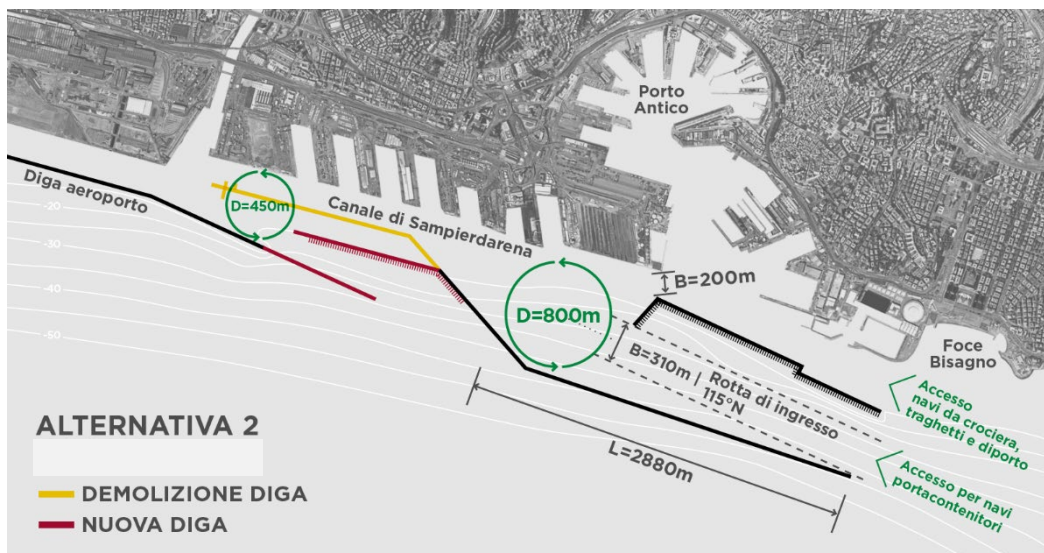 Porto
Antico
Diga aeroporto
-20
-30
-40
-50
D=450m
Canale di Sampierdarena
D=800m
B=200m
B=310m |
115°N
Rotta di ingresso
L=2880m
Foce
Bisagno
Accesso
navi da crociera,
traghetti e diporto
Accesso per navi
portacontenitori
ALTERNATIVA 2
DEMOLIZIONE DIGA
NUOVA DIGA